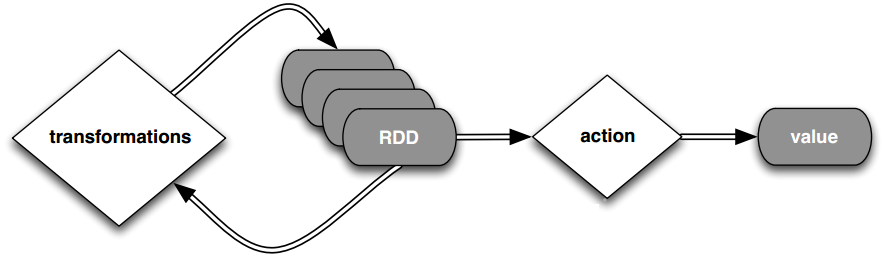 transformations
RDD
action
value